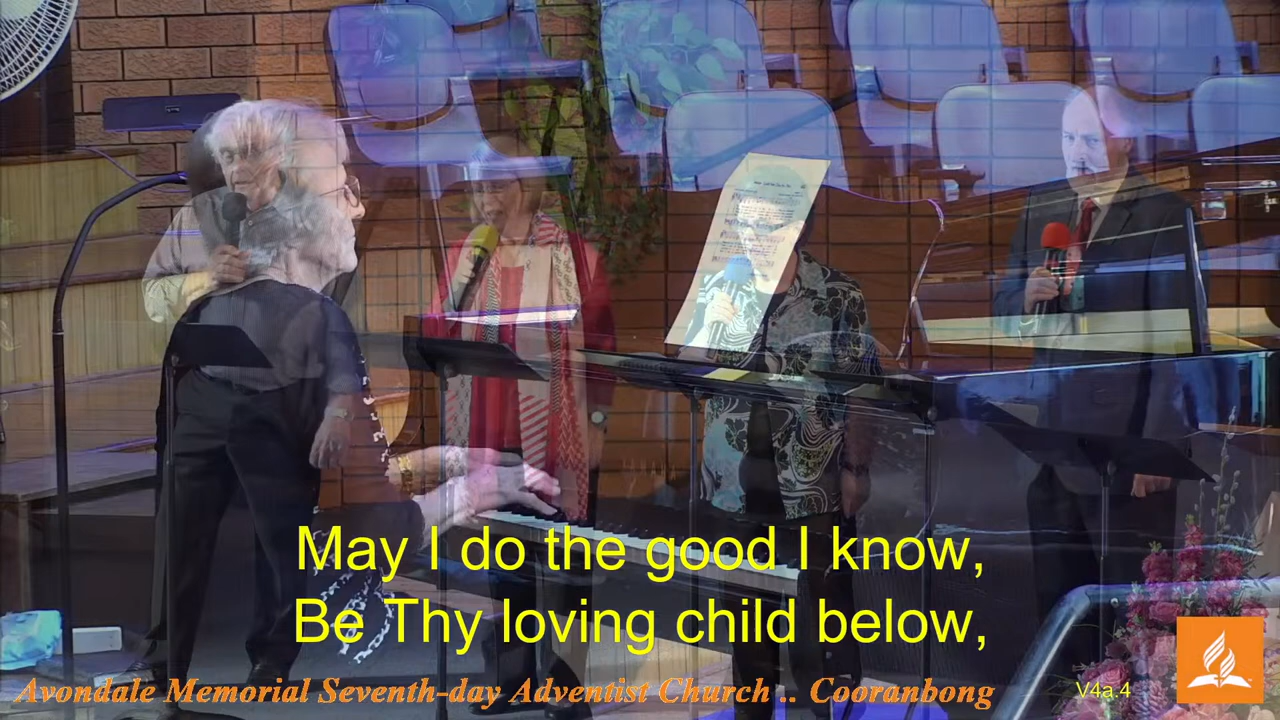 May I do the good I know,
Be Thy loving child below,
Avondale Memorial Seventh-day Adventist Church .. Cooranbong
V4a.4